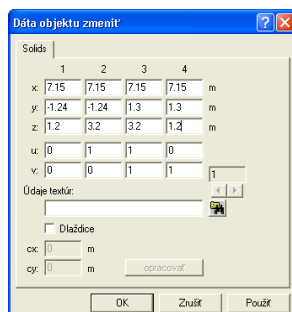 Dáta objektu zmeniť
Solids
1 2 3 4
x: 7.15 7.15 7.15 7.15 m
y: -1.24 -1.24 1.3 1.3 m
z: 1.2 3.2 3.2 1.2 m
u: 0 1 1 0
v: 0 0 1 1
1
Údaje textúr:
Dlaždice
cx: 0 m
cy: 0 m opracovať
OK Zrušiť Použiť